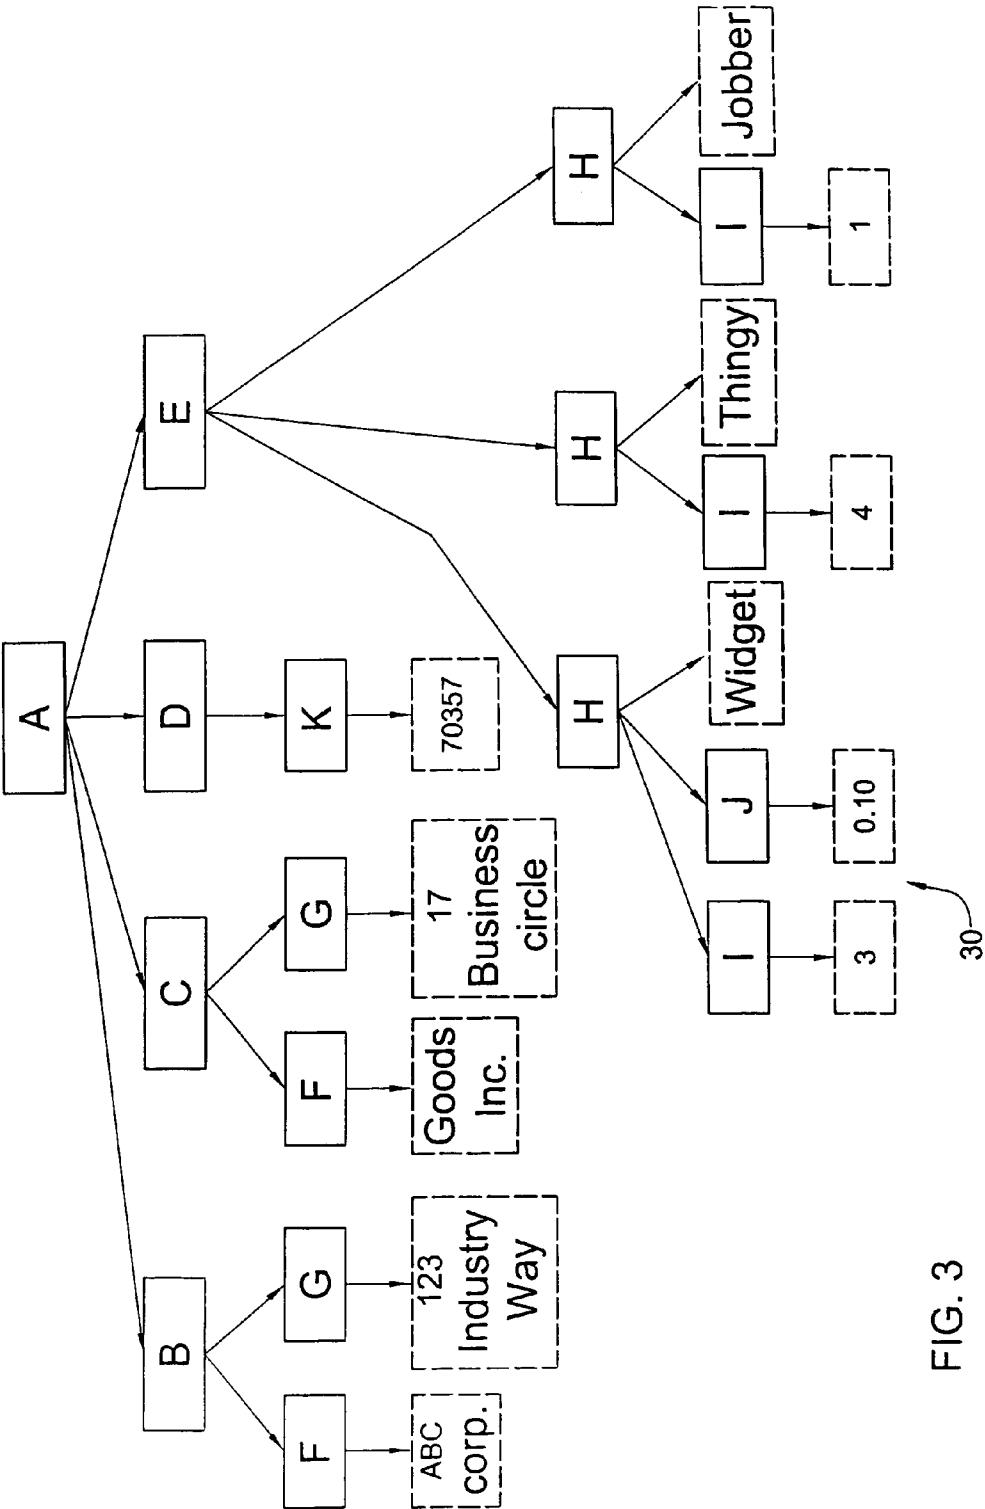 A
B
C
D
E
F
G
F
G
K
ABC
corp.
123
Industry
Way
Goods
Inc.
17
Business
circle
70357
H
H
H
I
J
Widget
I
Thingy
I
Jobber
3
0.10
4
1
30
FIG. 3